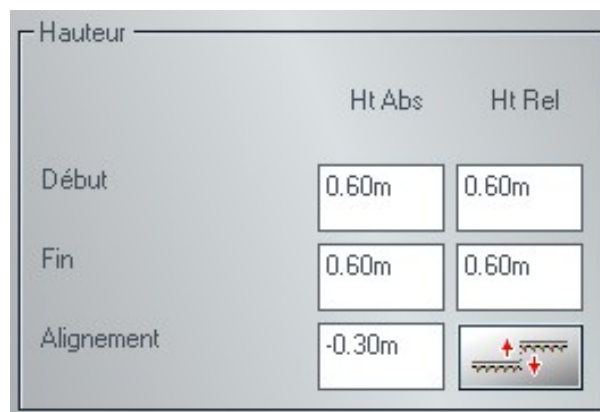 Hauteur
Ht Abs Ht Rel
Début 0.60m 0.60m
Fin 0.60m 0.60m
Alignement -0.30m